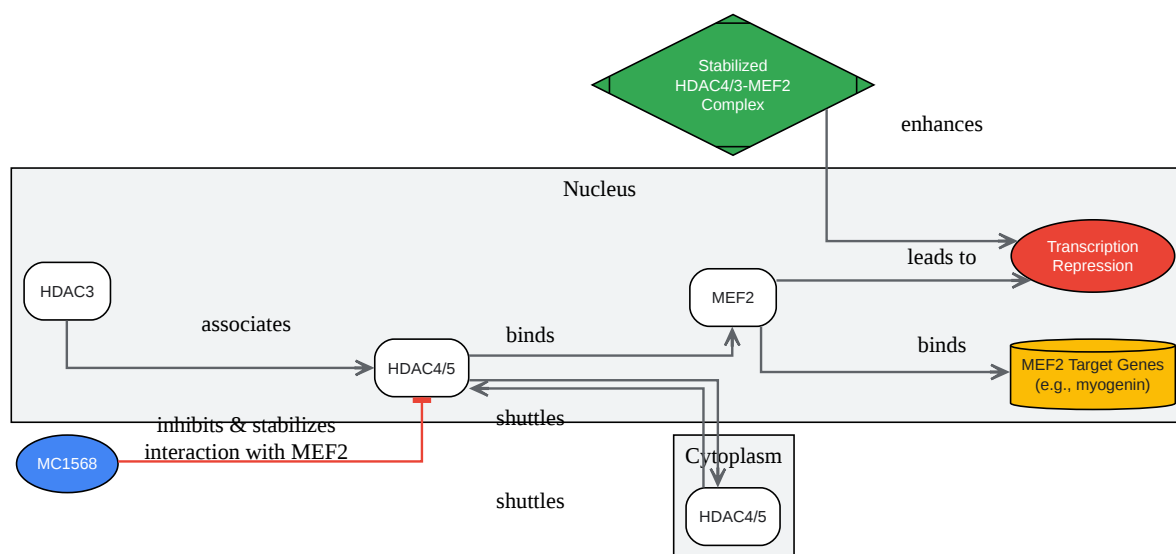 Stabilized
HDAC4/3-MEF2
Complex
enhances
Nucleus
Transcription
Repression
leads to
HDAC3
MEF2
associates
binds
binds
HDAC4/5
MEF2 Target Genes
(e.g., myogenin)
shuttles
inhibits & stabilizes
interaction with MEF2
MC1568
Cytoplasm
shuttles
HDAC4/5